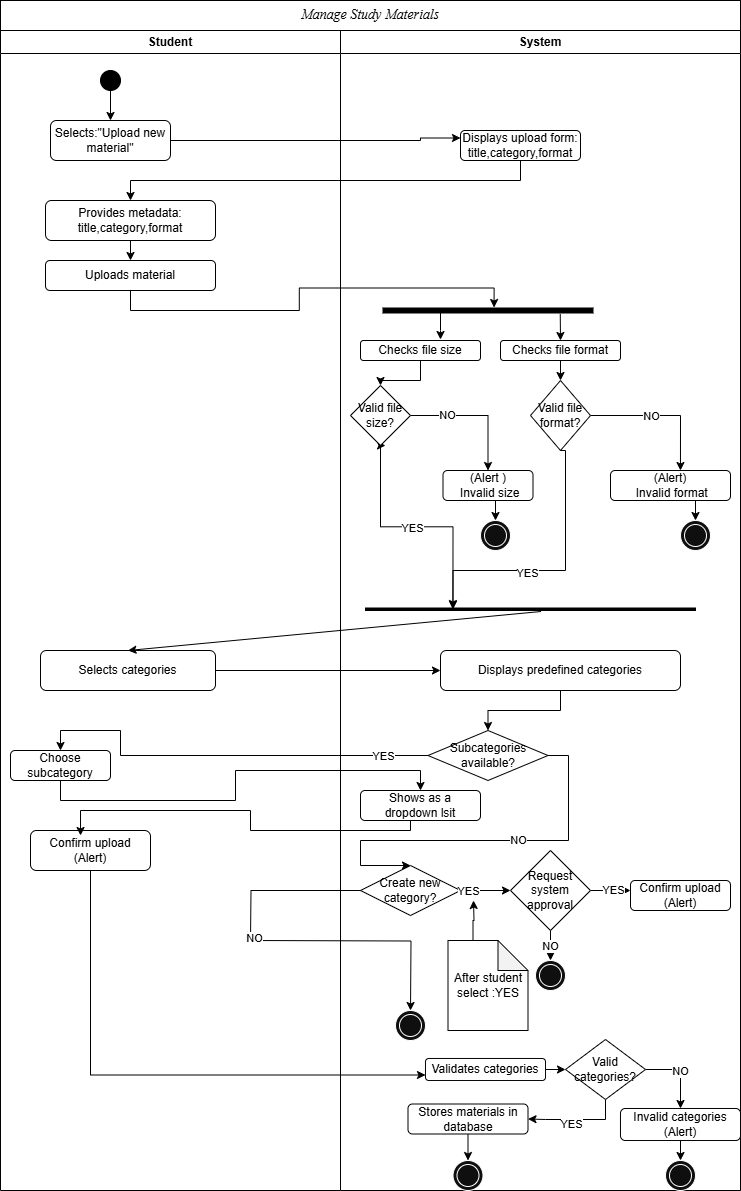 Manage Study Materials
Student
System
Selects:"Upload new
material"
Displays upload form:
title,category,format
Provides metadata:
title,category,format
Uploads material
Checks file size
Checks file format
Valid file
size?
NO
Valid file
format?
NO
(Alert )
Invalid size
(Alert)
Invalid format
YES
YES
Selects categories
Displays predefined categories
Subcategories
available?
YES
Choose
subcategory
Shows as a
dropdown lsit
Confirm upload
(Alert)
NO
Create new
category?
YES
Request
system
approval
YES
Confirm upload
(Alert)
NO
NO
After student
select :YES
Validates categories
Valid
categories?
NO
Stores materials in
database
YES
Invalid categories
(Alert)